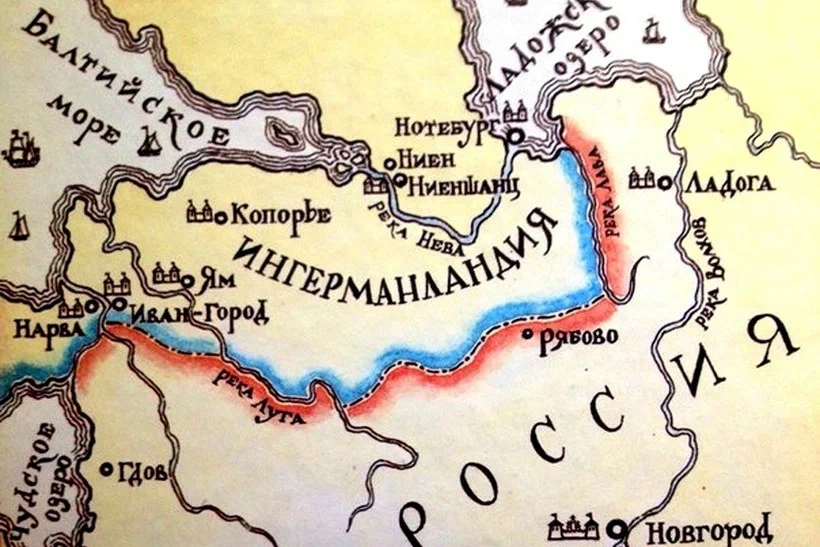 Балтийское
море
Ладожское
озеро
Нотебург
Ниен
Ниеншанц
река Лава
Ладога
Копорье
река Нева
Ингерманландия
река Волхов
Ям
Иван-город
Нарва
Рябово
река Луга
Россия
Чудское
озеро
Гдов
Новгород